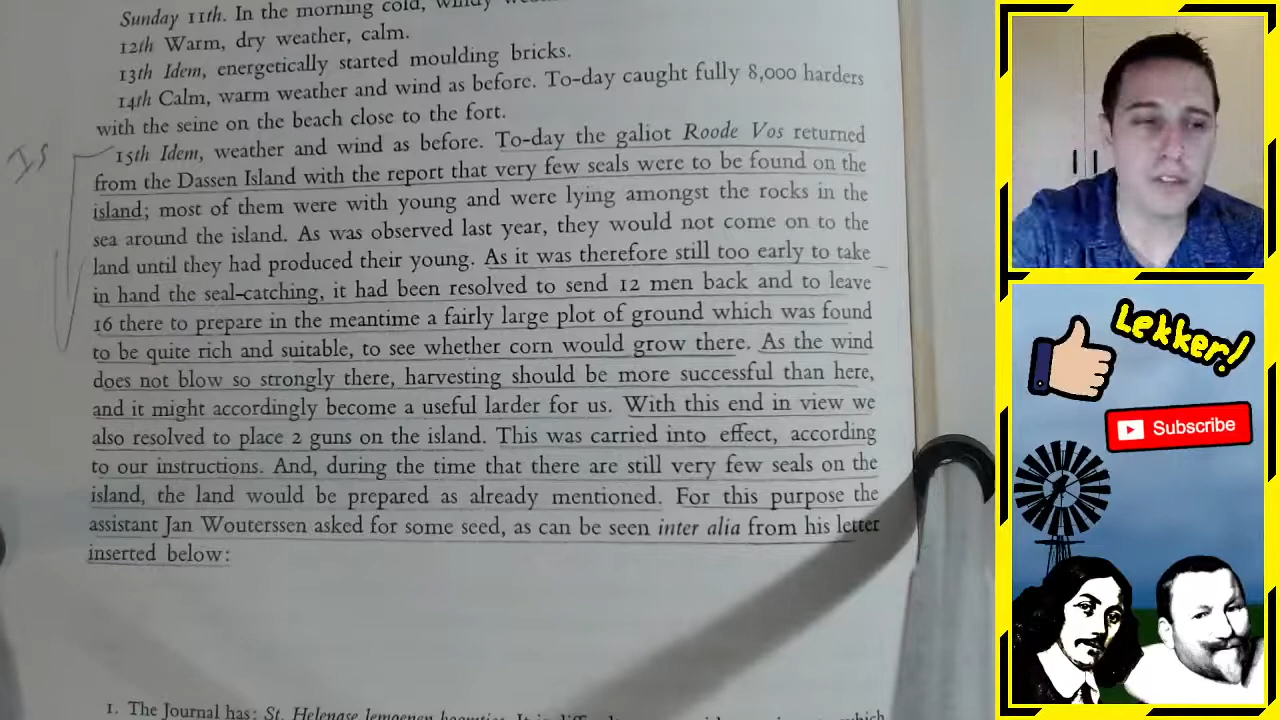 Sunday 11th. In the morning cold, windy
12th Warm, dry weather, calm.
13th Idem, energetically started moulding bricks.
14th Calm, warm weather and wind as before. To-day caught fully 8,000 harders
with the seine on the beach close to the fort.
15th Idem, weather and wind as before. To-day the galiot Roode Vos returned
from the Dassen Island with the report that very few seals were to be found on the
island; most of them were with young and were lying amongst the rocks in the
sea around the island. As was observed last year, they would not come on to the
land until they had produced their young. As it was therefore still too early to take
in hand the seal-catching, it had been resolved to send 12 men back and to leave
16 there to prepare in the meantime a fairly large plot of ground which was found
to be quite rich and suitable, to see whether corn would grow there. As the wind
does not blow so strongly there, harvesting should be more successful than here,
and it might accordingly become a useful larder for us. With this end in view we
also resolved to place 2 guns on the island. This was carried into effect, according
to our instructions. And, during the time that there are still very few seals on the
island, the land would be prepared as already mentioned. For this purpose the
assistant Jan Wouterssen asked for some seed, as can be seen inter alia from his letter
inserted below:
1. The Journal has: St. Helenase
Lekker!
Subscribe